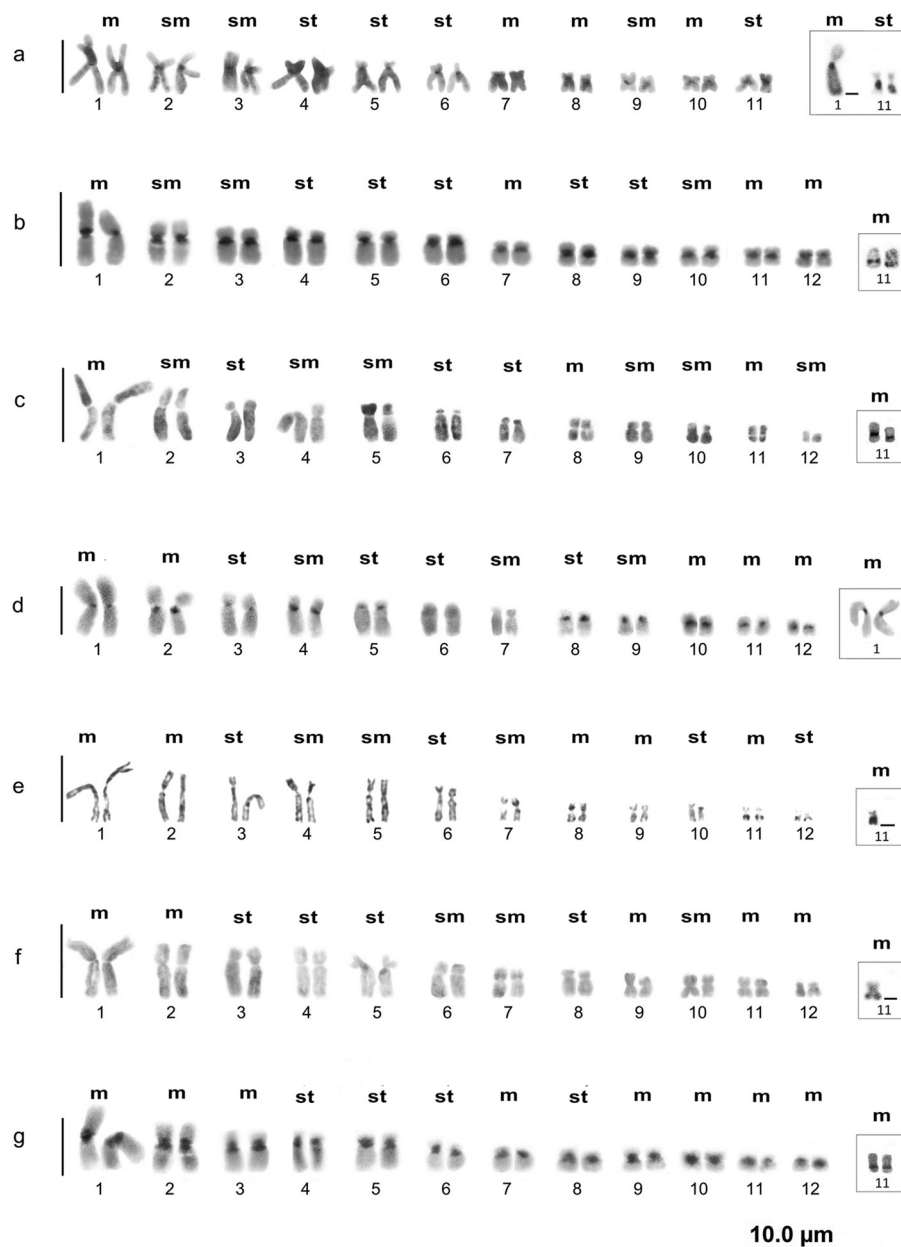 m sm sm st st st m m sm m st m st
a
1 2 3 4 5 6 7 8 9 10 11 1 11
m sm sm st st st m st st sm m m
b m
1 2 3 4 5 6 7 8 9 10 11 12 11
m sm st sm sm st st m sm sm m sm
c m
1 2 3 4 5 6 7 8 9 10 11 12 11
m m st sm st st sm st sm m m m m
d
1 2 3 4 5 6 7 8 9 10 11 12 1
m m st sm sm st sm m m st m st
e m
1 2 3 4 5 6 7 8 9 10 11 12 11
m m st st st sm sm st m sm m m
f m
1 2 3 4 5 6 7 8 9 10 11 12 11
m m m st st st m st m m m m
g m
1 2 3 4 5 6 7 8 9 10 11 12 11
10.0 µm